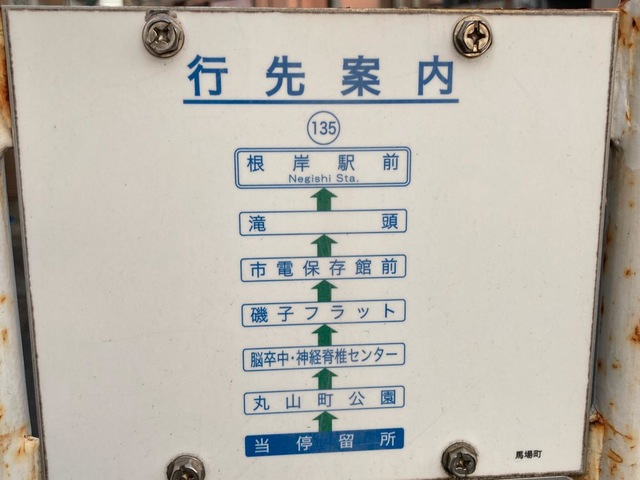 行先案内
135
根岸駅前
Negishi Sta.
滝頭
市電保存館前
磯子フラット
脳卒中・神経脊椎センター
丸山町公園
当停留所
馬場町